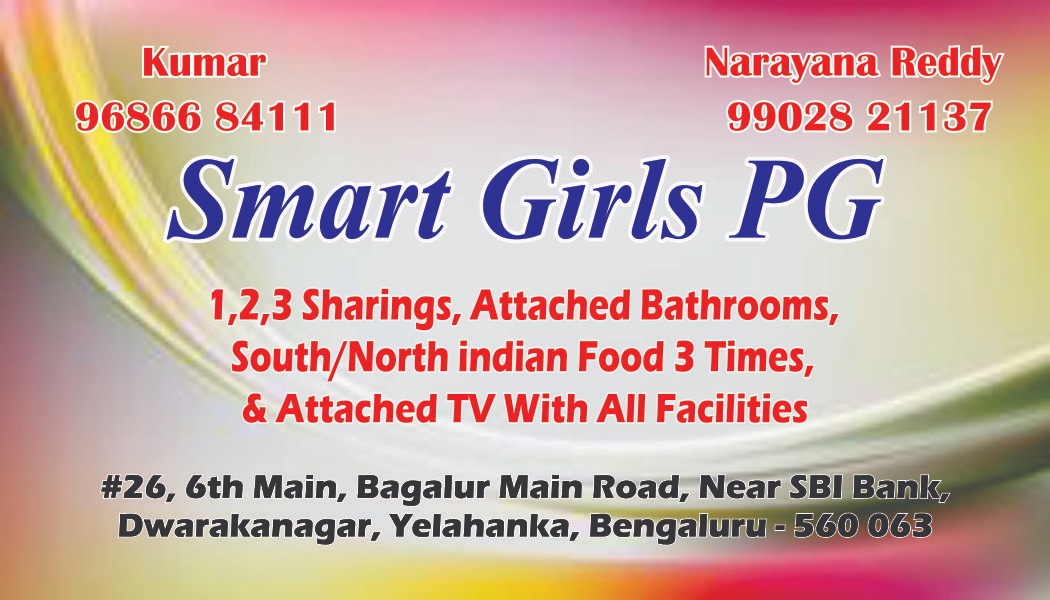 Kumar
96866 84111
Narayana Reddy
99028 21137
Smart Girls PG
1,2,3 Sharings, Attached Bathrooms,
South/North indian Food 3 Times,
& Attached TV With All Facilities
#26, 6th Main, Bagalur Main Road, Near SBI Bank,
Dwarakanagar, Yelahanka, Bengaluru - 560 063